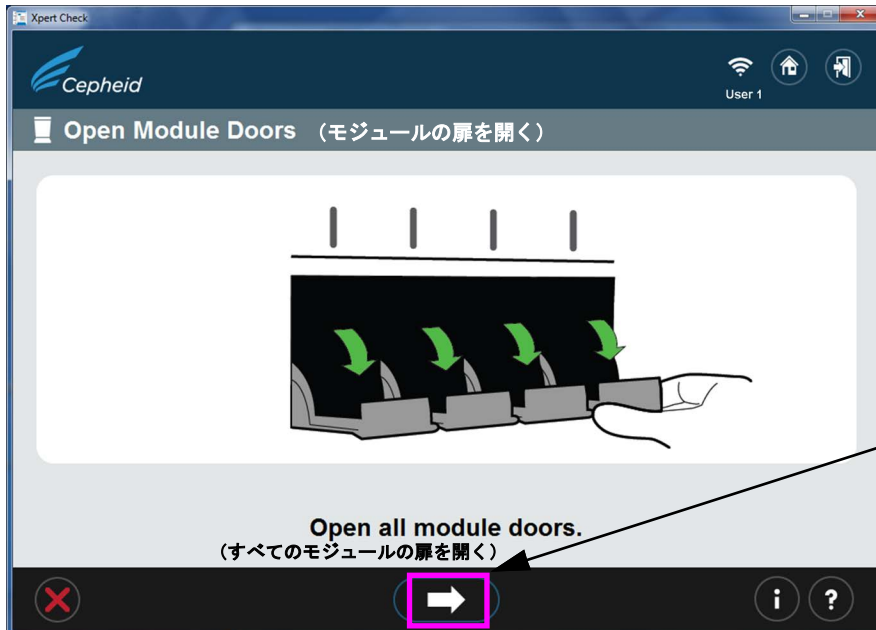 Xpert Check
Cepheid
User 1
Open Module Doors （モジュールの扉を開く）
Open all module doors.
（すべてのモジュールの扉を開く）
i ?